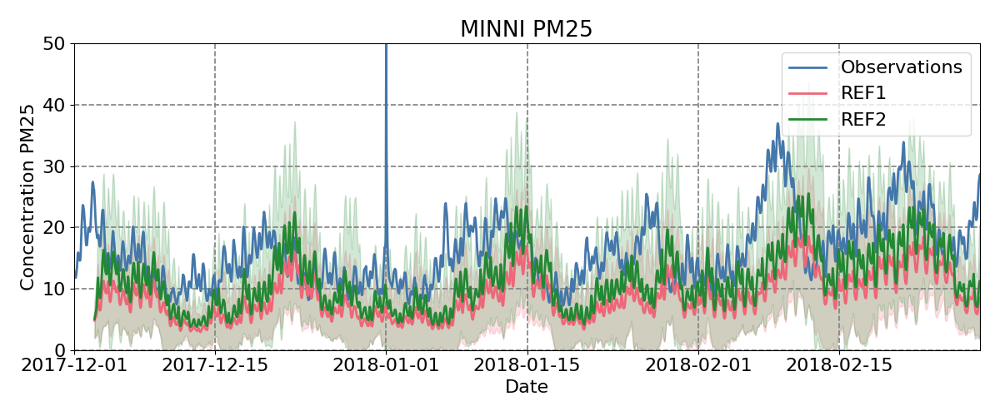 MINNI PM25
Concentration PM25
50
40
30
20
10
0
Observations
REF1
REF2
2017-12-01 2017-12-15 2018-01-01 2018-01-15 2018-02-01 2018-02-15
Date